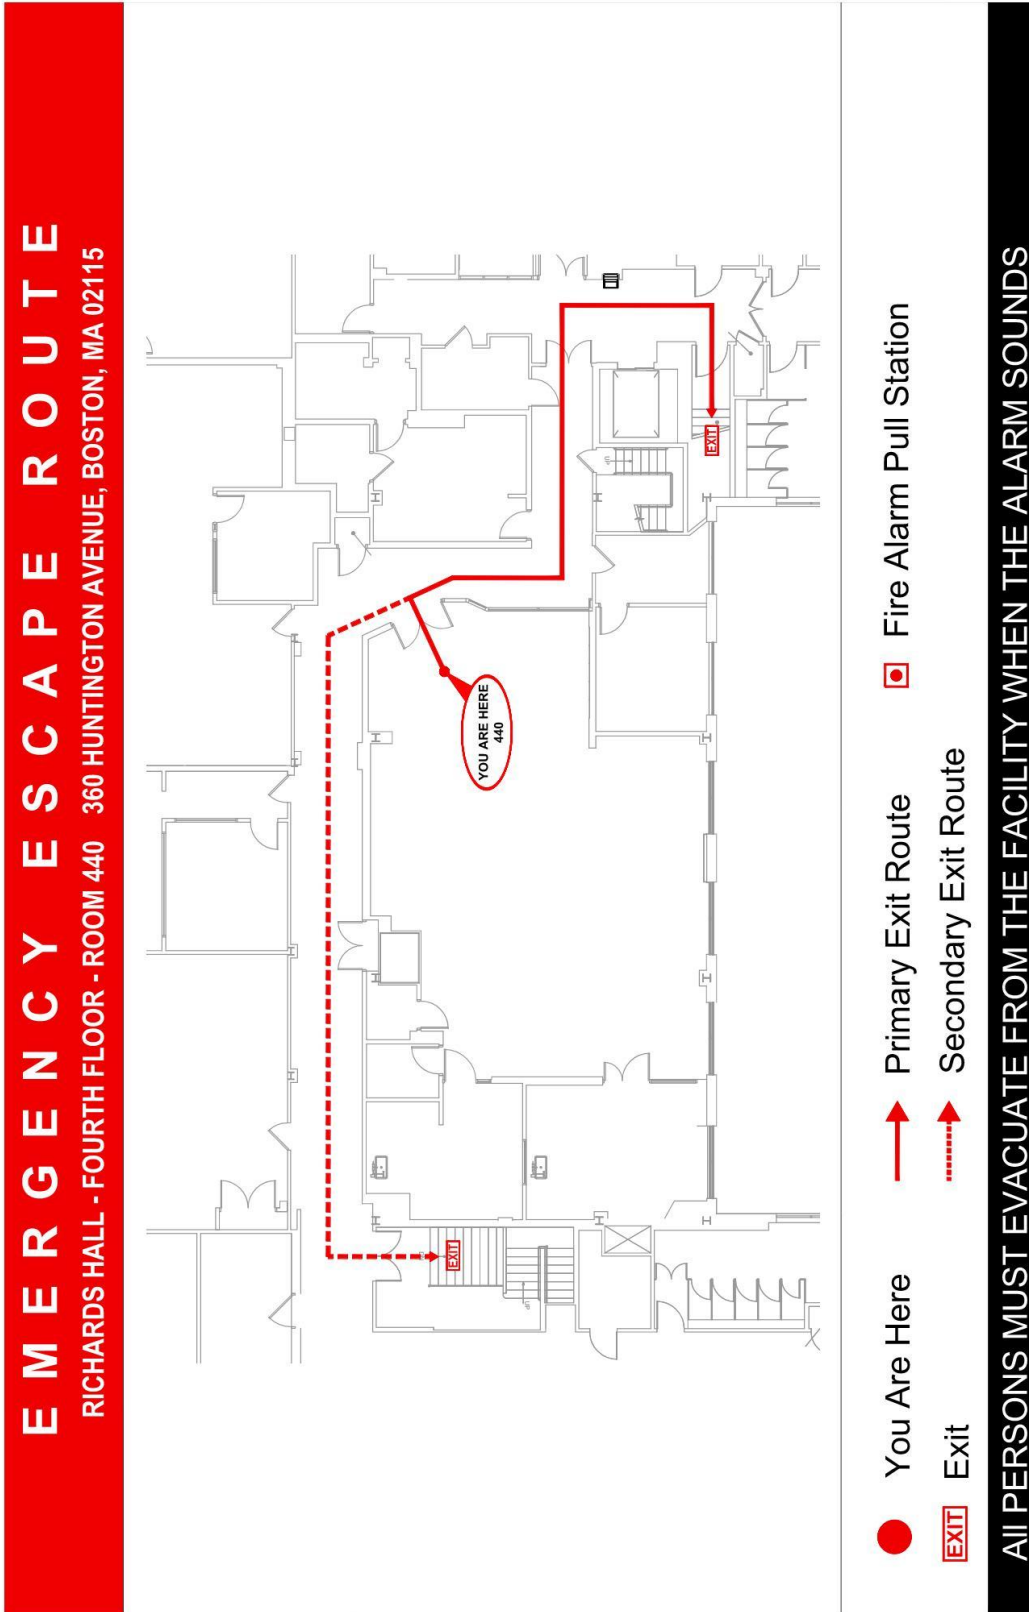 EMERGENCY ESCAPE ROUTE
RICHARDS HALL - FOURTH FLOOR - ROOM 440 360 HUNTINGTON AVENUE, BOSTON, MA 02115
YOU ARE HERE
440
EXIT
EXIT
UP
UP
You Are Here
Primary Exit Route
Fire Alarm Pull Station
EXIT Exit
Secondary Exit Route
All PERSONS MUST EVACUATE FROM THE FACILITY WHEN THE ALARM SOUNDS